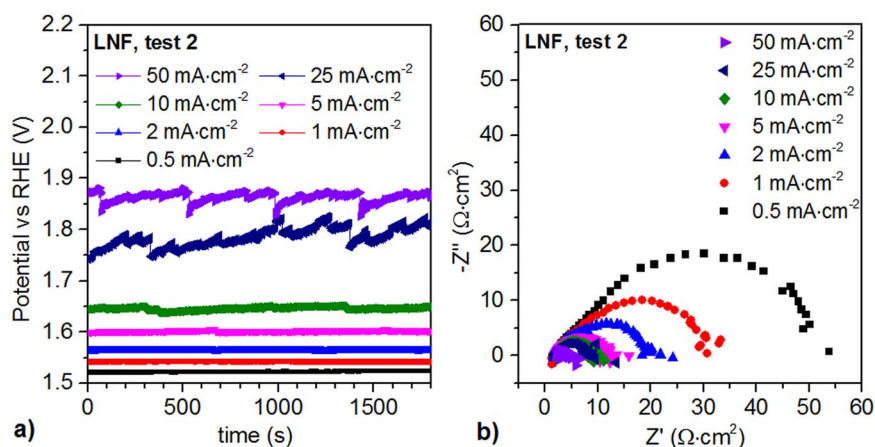 LNF, test 2
50 mA·cm⁻² 25 mA·cm⁻²
10 mA·cm⁻² 5 mA·cm⁻²
2 mA·cm⁻² 1 mA·cm⁻²
0.5 mA·cm⁻²
2.2
2.1
2.0
1.9
1.8
1.7
1.6
1.5
Potential vs RHE (V)
0 500 1000 1500
time (s)
a)
LNF, test 2
50 mA·cm⁻²
25 mA·cm⁻²
10 mA·cm⁻²
5 mA·cm⁻²
2 mA·cm⁻²
1 mA·cm⁻²
0.5 mA·cm⁻²
60
50
40
30
20
10
0
-Z'' (Ω·cm²)
0 10 20 30 40 50 60
Z' (Ω·cm²)
b)